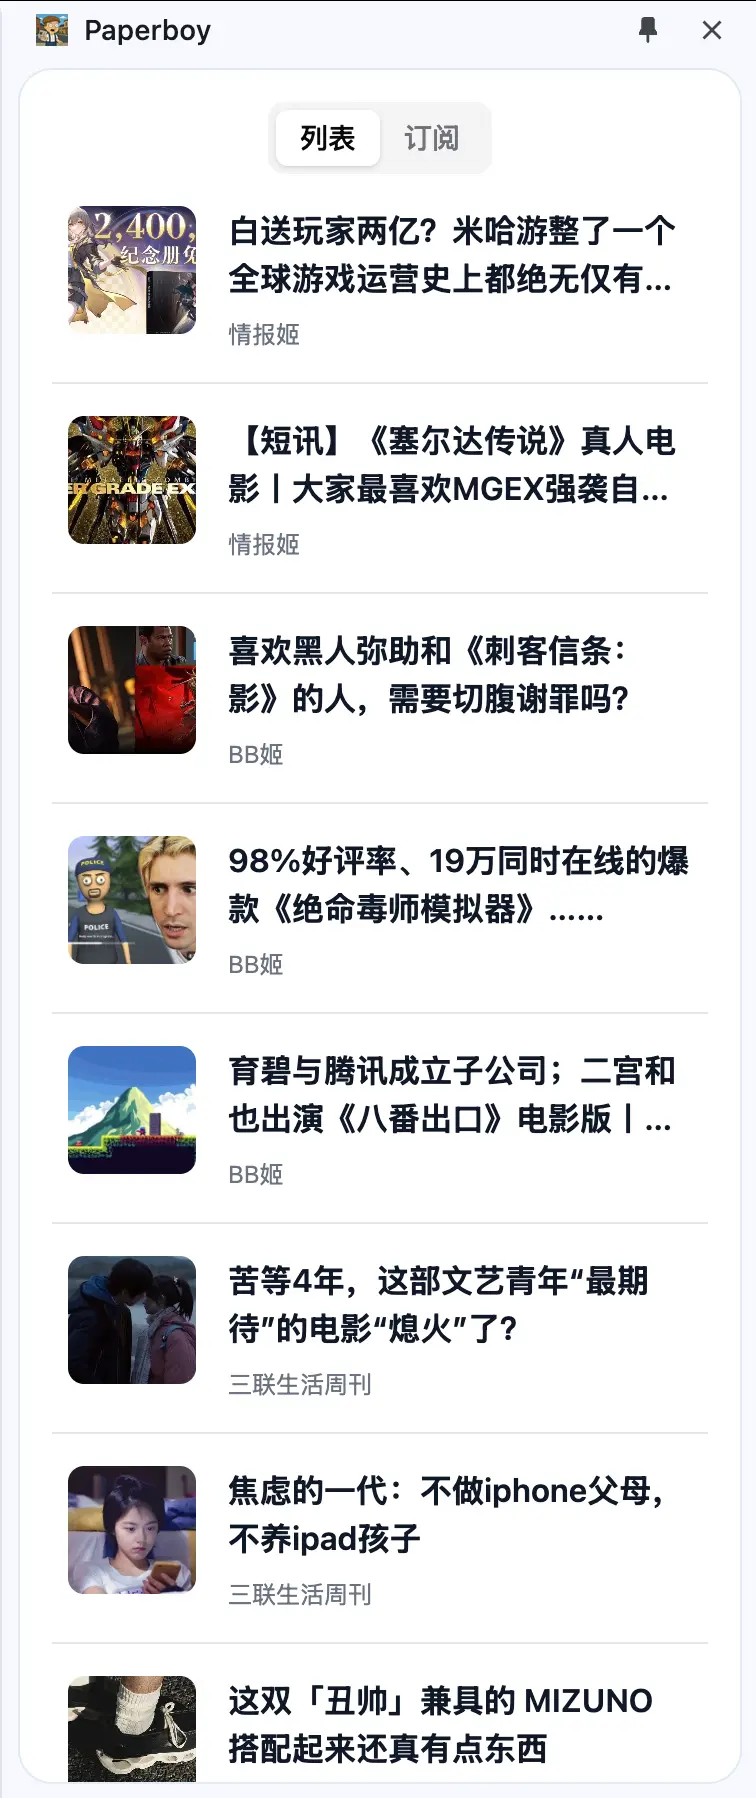 Paperboy
列表
订阅
2,400,
纪念册免
白送玩家两亿？米哈游整了一个
全球游戏运营史上都绝无仅有...
情报姬
ER GRADE EX
【短讯】《塞尔达传说》真人电
影丨大家最喜欢MGEX强袭自...
情报姬
喜欢黑人弥助和《刺客信条：
影》的人，需要切腹谢罪吗？
BB姬
POLICE
POLICE
98%好评率、19万同时在线的爆
款《绝命毒师模拟器》......
BB姬
育碧与腾讯成立子公司；二宫和
也出演《八番出口》电影版丨...
BB姬
苦等4年，这部文艺青年“最期
待”的电影“熄火”了？
三联生活周刊
焦虑的一代：不做iphone父母，
不养ipad孩子
三联生活周刊
这双「丑帅」兼具的 MIZUNO
搭配起来还真有点东西